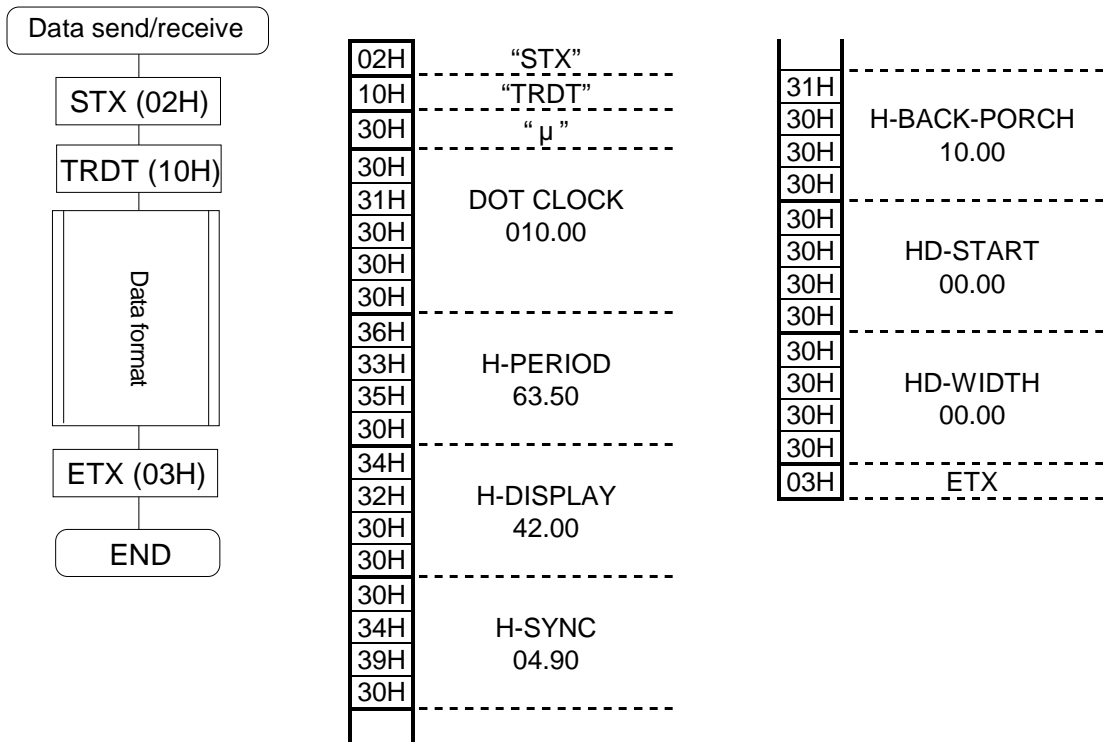 Data send/receive
STX (02H)
TRDT (10H)
Data format
ETX (03H)
END
02H “STX”
10H “TRDT”
30H “ μ ”
30H
31H DOT CLOCK
30H 010.00
30H
30H
36H
33H H-PERIOD
35H 63.50
30H
34H
32H H-DISPLAY
30H 42.00
30H
30H
34H H-SYNC
39H 04.90
30H
31H
30H H-BACK-PORCH
30H 10.00
30H
30H
30H HD-START
30H 00.00
30H
30H
30H HD-WIDTH
30H 00.00
30H
03H ETX